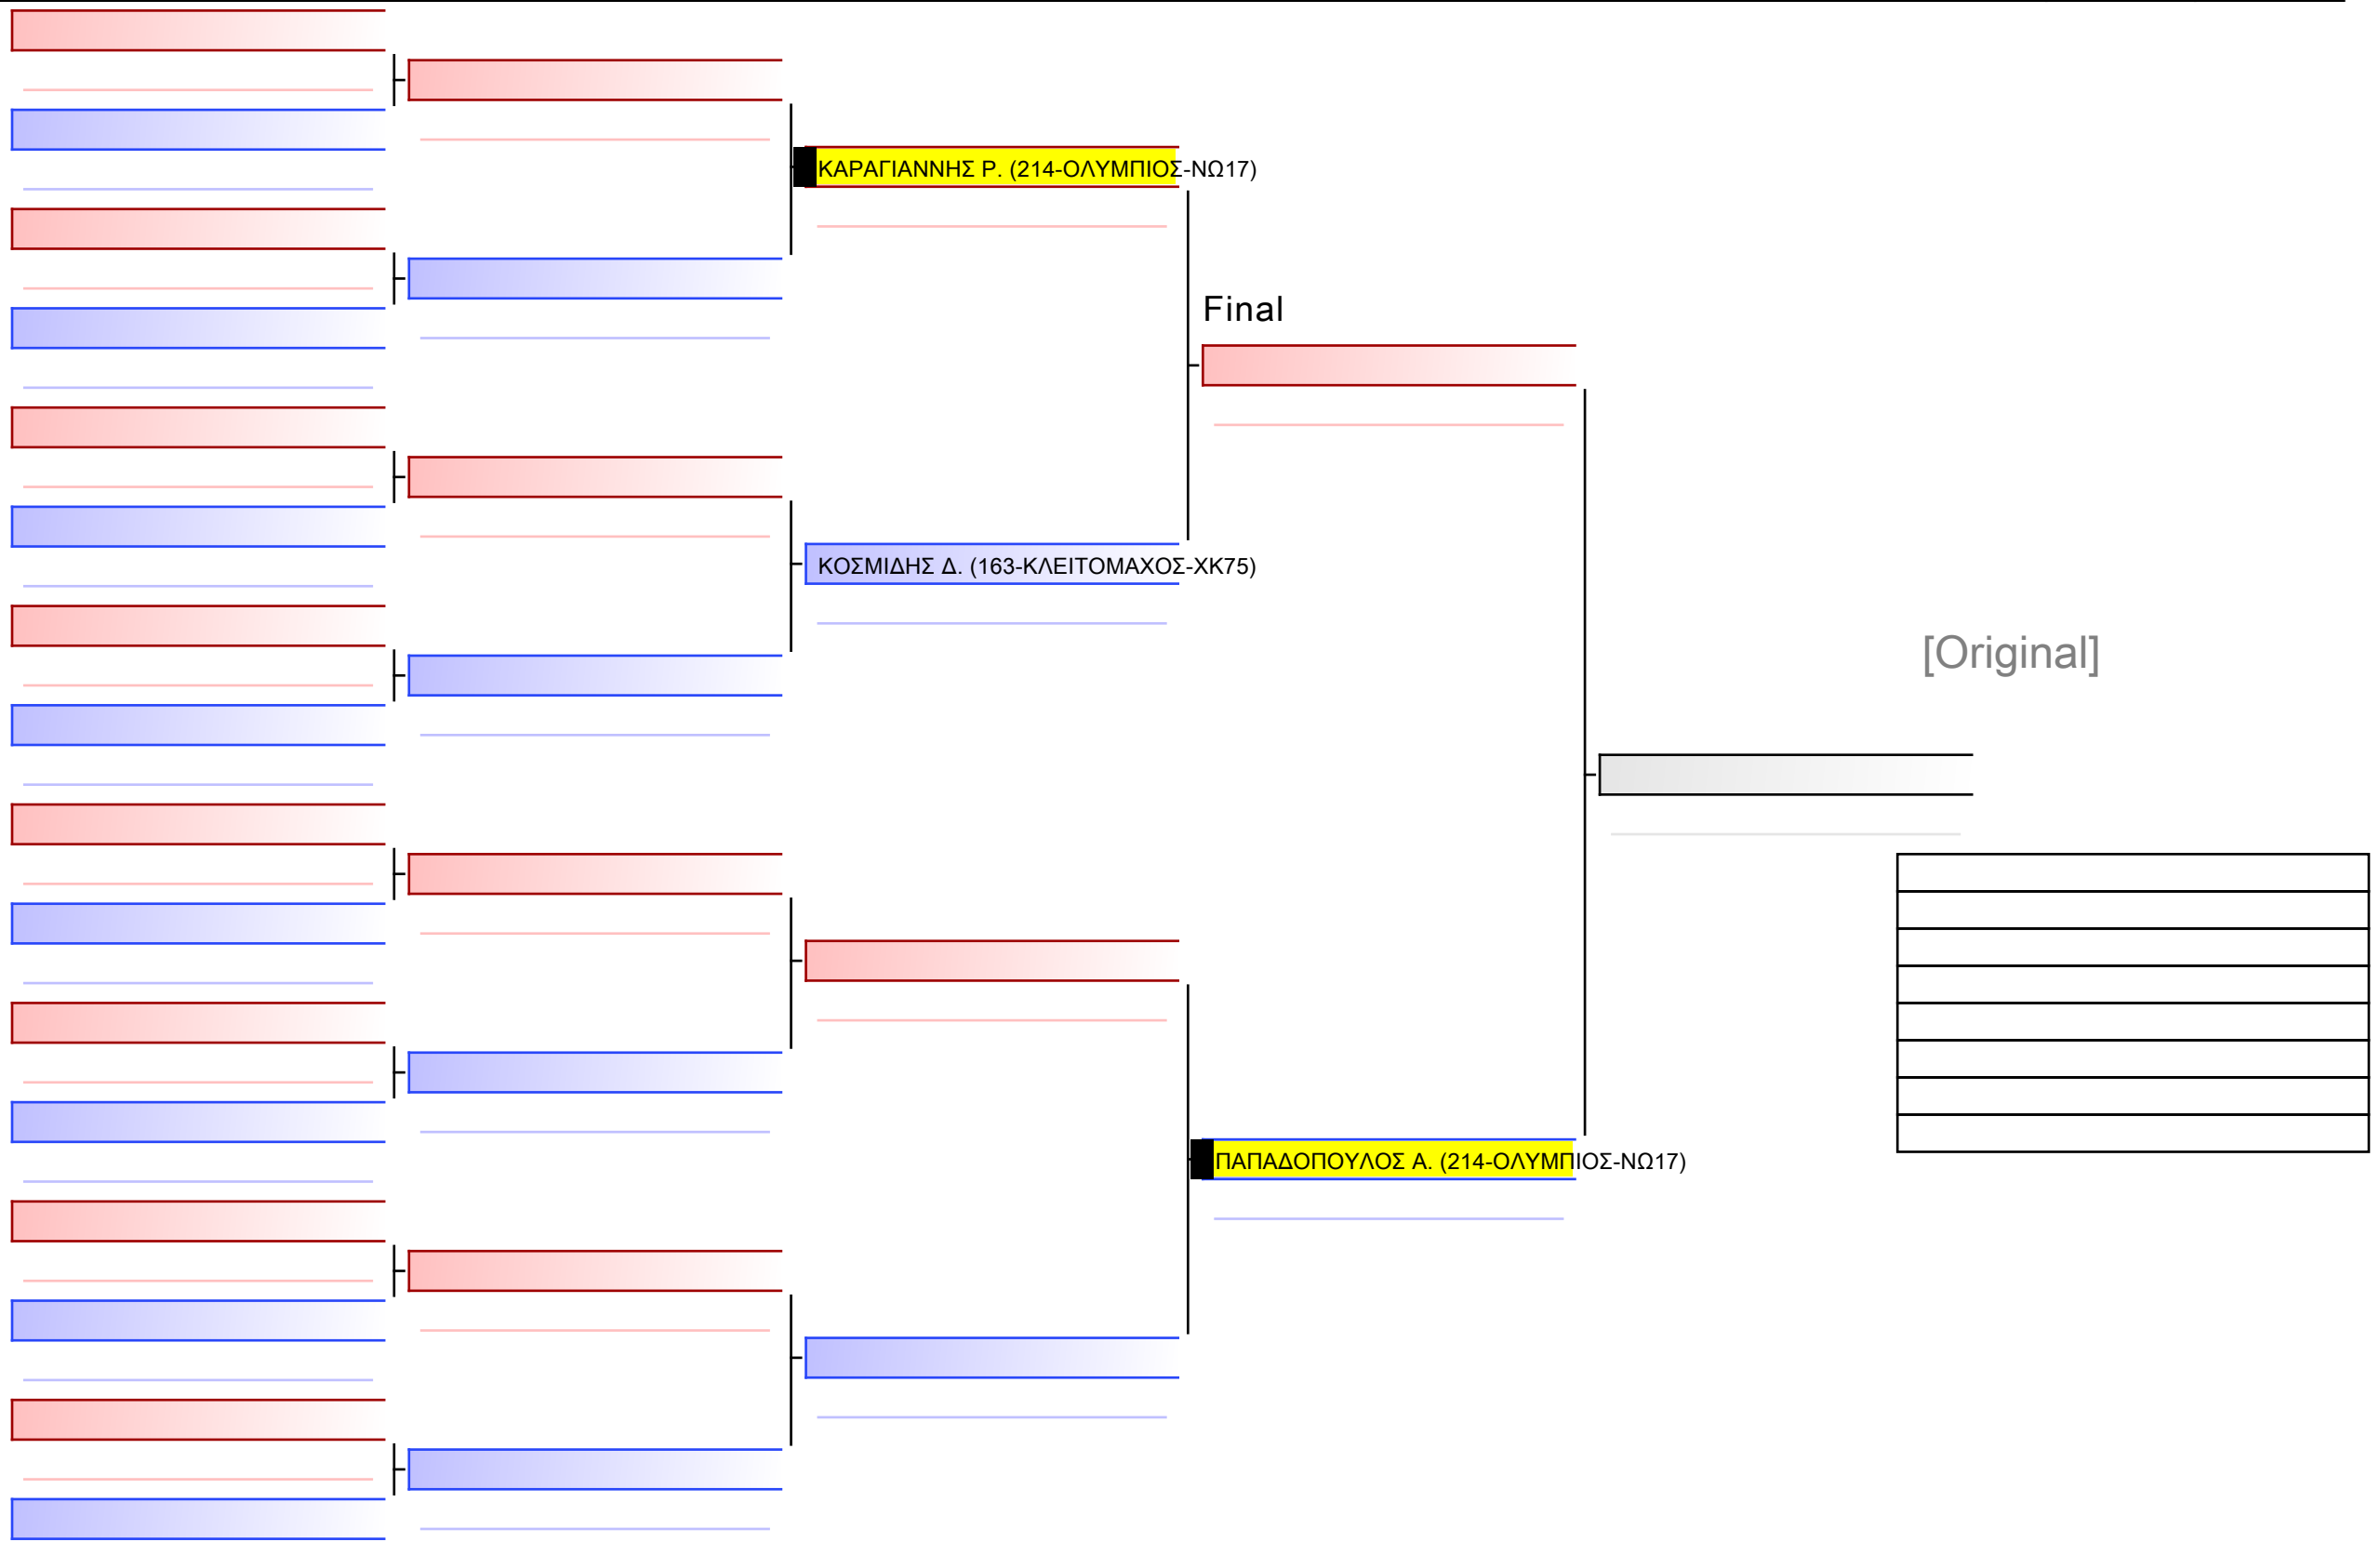 ΚΑΡΑΓΙΑΝΝΗΣ Ρ. (214-ΟΛΥΜΠΙΟΣ-ΝΩ17)
Final
ΚΟΣΜΙΔΗΣ Δ. (163-ΚΛΕΙΤΟΜΑΧΟΣ-ΧΚ75)
[Original]
ΠΑΠΑΔΟΠΟΥΛΟΣ Α. (214-ΟΛΥΜΠΙΟΣ-ΝΩ17)